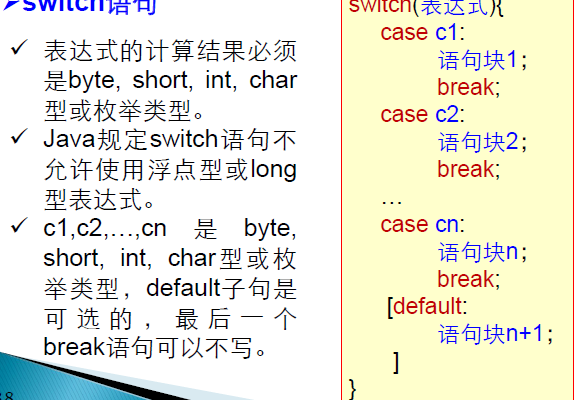 ➢switch语句
✓ 表达式的计算结果必须
是byte, short, int, char
型或枚举类型。
✓ Java规定switch语句不
允许使用浮点型或long
型表达式。
✓ c1,c2,…,cn 是 byte,
short, int, char型或枚
举类型，default子句是
可选的，最后一个
break语句可以不写。
switch(表达式){
case c1:
语句块1;
break;
case c2:
语句块2;
break;
…
case cn:
语句块n;
break;
[default:
语句块n+1;
]
}